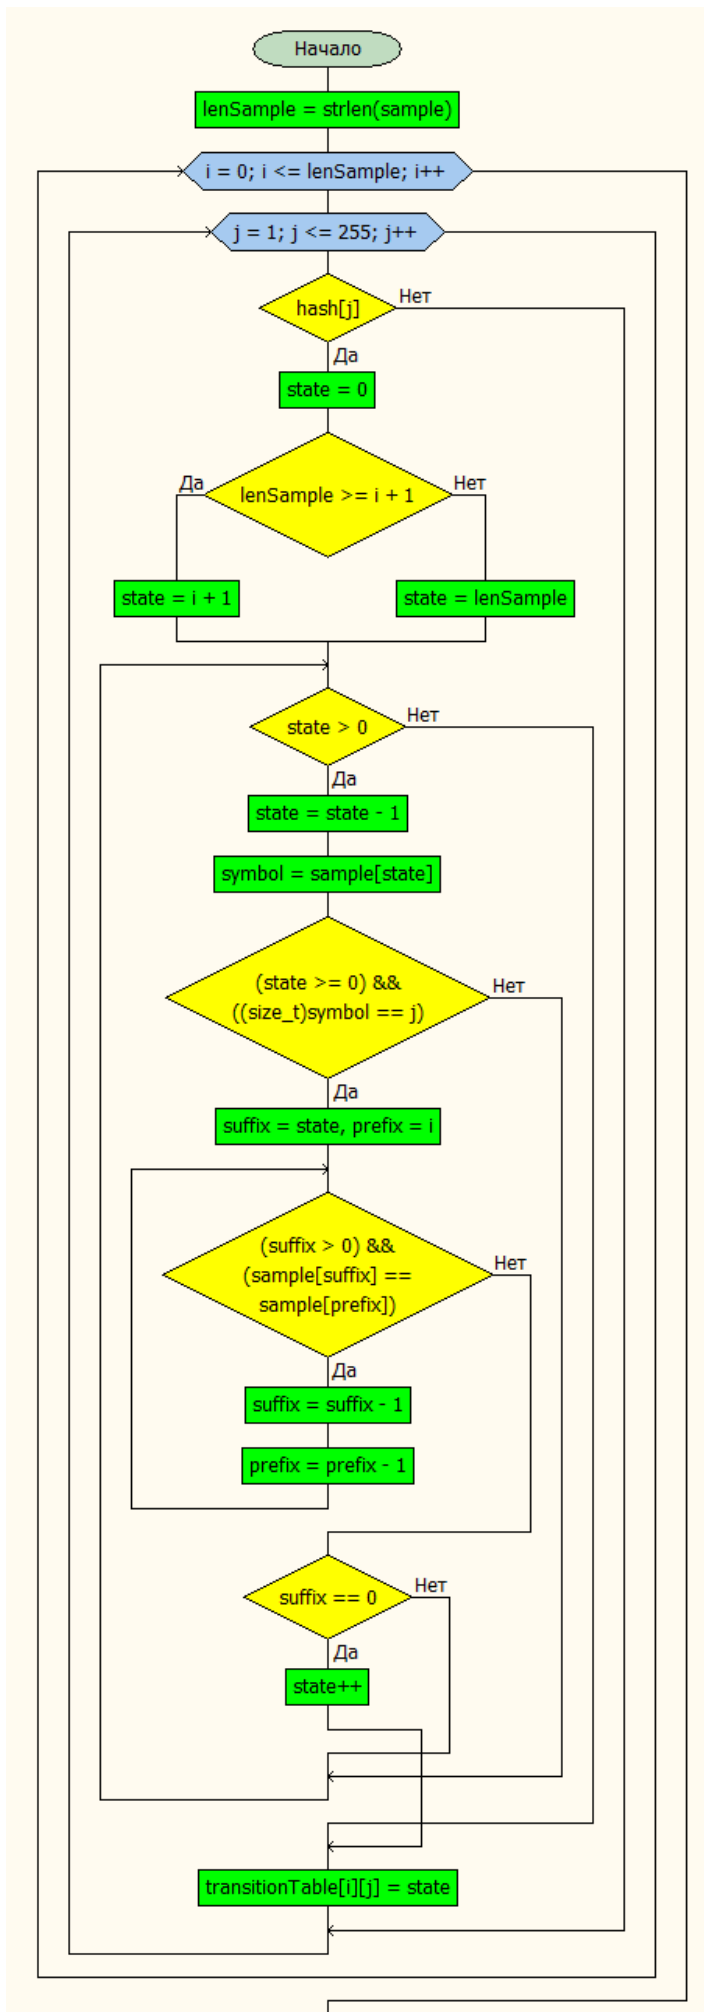 Начало
lenSample = strlen(sample)
i = 0; i <= lenSample; i++
j = 1; j <= 255; j++
hash[j]
Нет
Да
state = 0
lenSample >= i + 1
Да
Нет
state = i + 1
state = lenSample
state > 0
Нет
Да
state = state - 1
symbol = sample[state]
(state >= 0) &&
((size_t)symbol == j)
Нет
Да
suffix = state, prefix = i
(suffix > 0) &&
(sample[suffix] ==
sample[prefix])
Нет
Да
suffix = suffix - 1
prefix = prefix - 1
suffix == 0
Нет
Да
state++
transitionTable[i][j] = state